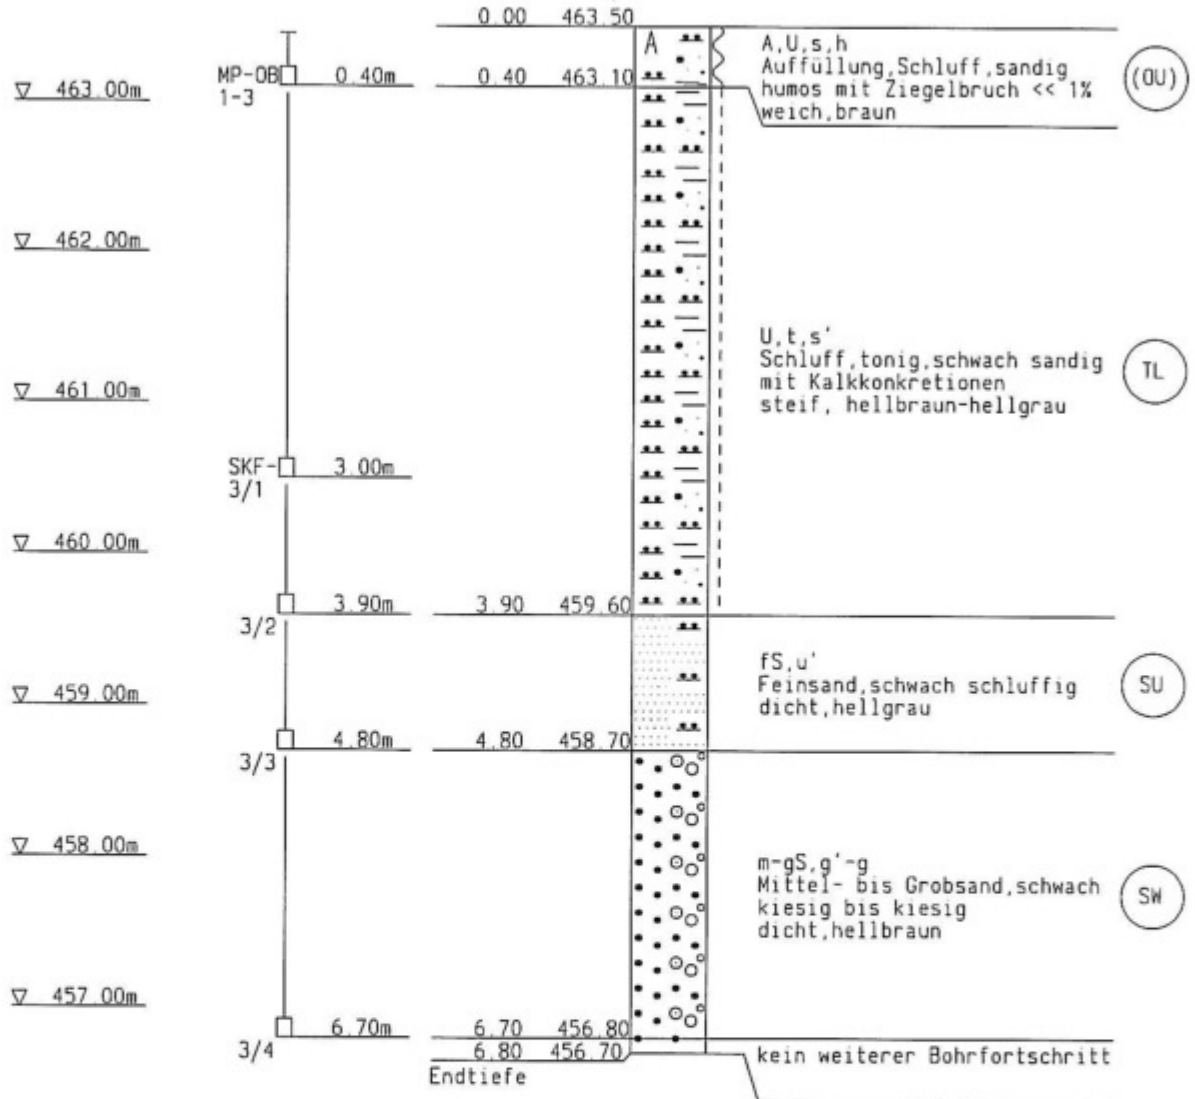 0.00 463.50
A
A,U,s,h
Auffüllung,Schluff,sandig
humos mit Ziegelbruch << 1%
weich,braun
(OU)
MP-OB 0.40m 0.40 463.10
1-3
463.00m
462.00m
U,t,s'
Schluff,tonig,schwach sandig
mit Kalkkonkretionen
steif, hellbraun-hellgrau
TL
461.00m
SKF- 3.00m
3/1
460.00m
3.90m 3.90 459.60
3/2
fS,u'
Feinsand,schwach schluffig
dicht,hellgrau
SU
459.00m
4.80m 4.80 458.70
3/3
458.00m
m-gS,g'-g
Mittel- bis Grobsand,schwach
kiesig bis kiesig
dicht,hellbraun
SW
457.00m
6.70m 6.70 456.80
3/4
6.80 456.70
kein weiterer Bohrfortschritt
Endtiefe